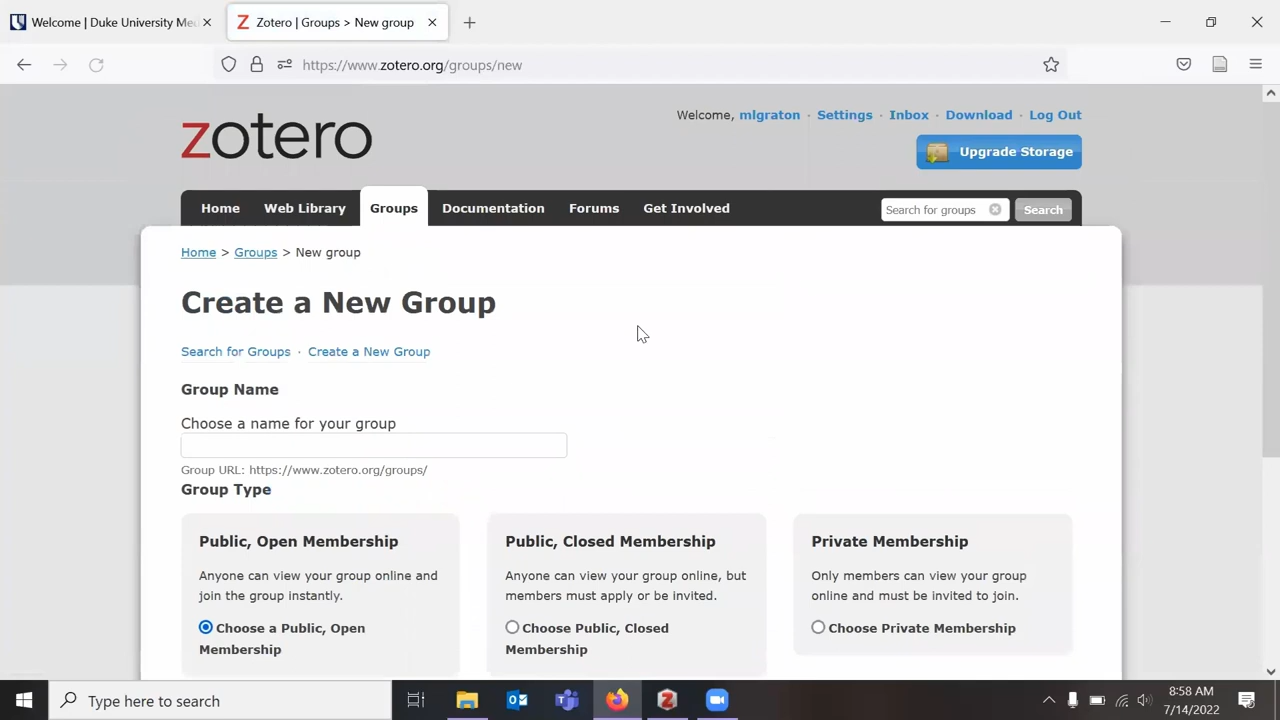 Welcome | Duke University Me
Zotero | Groups > New group
https://www.zotero.org/groups/new
zotero
Welcome, mlgraton · Settings · Inbox · Download · Log Out
Upgrade Storage
Home Web Library Groups Documentation Forums Get Involved
Search for groups Search
Home > Groups > New group
Create a New Group
Search for Groups · Create a New Group
Group Name
Choose a name for your group
Group URL: https://www.zotero.org/groups/
Group Type
Public, Open Membership
Anyone can view your group online and
join the group instantly.
Choose a Public, Open
Membership
Public, Closed Membership
Anyone can view your group online, but
members must apply or be invited.
Choose Public, Closed
Membership
Private Membership
Only members can view your group
online and must be invited to join.
Choose Private Membership
Type here to search
8:58 AM
7/14/2022